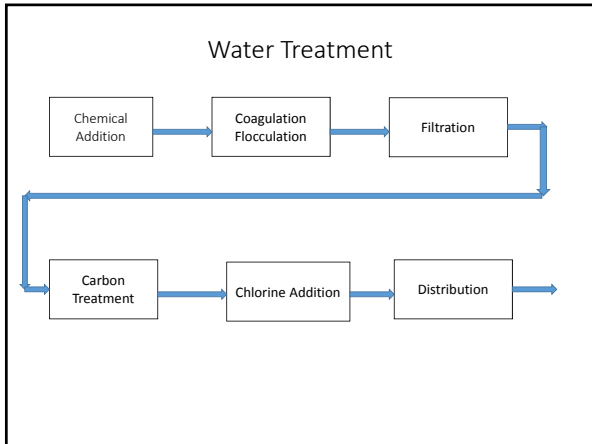 Water Treatment
Chemical
Addition
Coagulation
Flocculation
Filtration
Carbon
Treatment
Chlorine Addition
Distribution